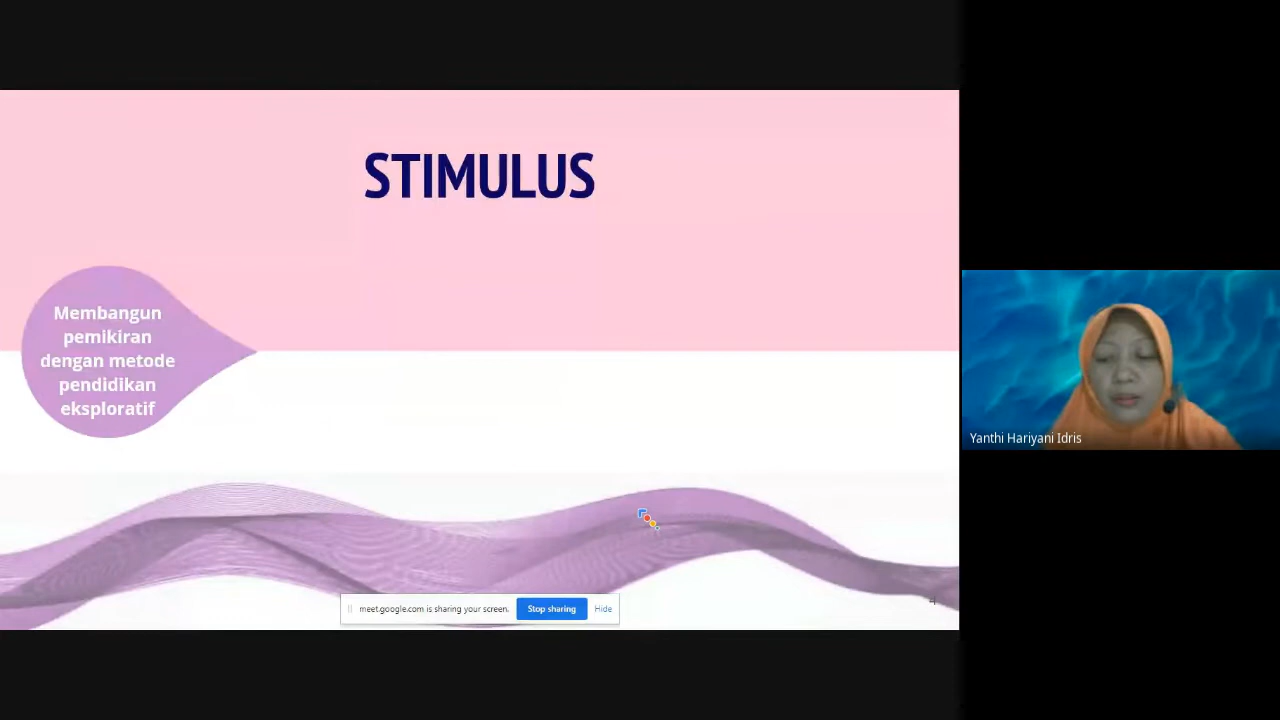 STIMULUS
Membangun
pemikiran
dengan metode
pendidikan
eksploratif
Yanthi Hariyani Idris
4
meet.google.com is sharing your screen.
Stop sharing
Hide